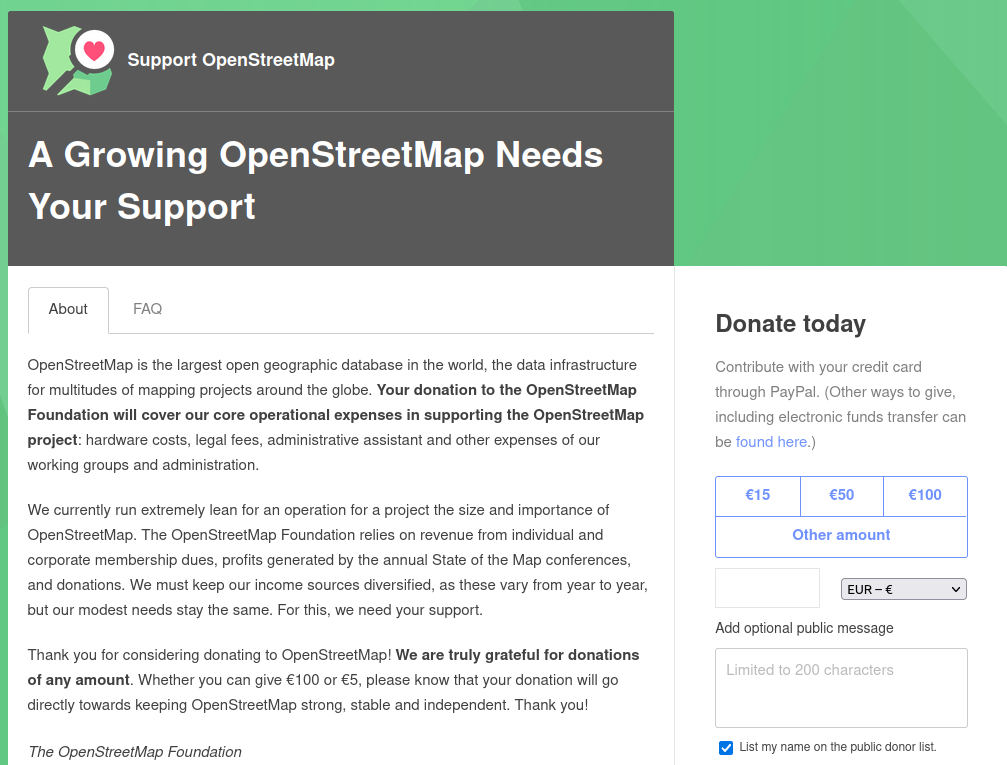 Support OpenStreetMap
A Growing OpenStreetMap Needs
Your Support
About
FAQ
OpenStreetMap is the largest open geographic database in the world, the data infrastructure
for multitudes of mapping projects around the globe. Your donation to the OpenStreetMap
Foundation will cover our core operational expenses in supporting the OpenStreetMap
project: hardware costs, legal fees, administrative assistant and other expenses of our
working groups and administration.
We currently run extremely lean for an operation for a project the size and importance of
OpenStreetMap. The OpenStreetMap Foundation relies on revenue from individual and
corporate membership dues, profits generated by the annual State of the Map conferences,
and donations. We must keep our income sources diversified, as these vary from year to year,
but our modest needs stay the same. For this, we need your support.
Thank you for considering donating to OpenStreetMap! We are truly grateful for donations
of any amount. Whether you can give €100 or €5, please know that your donation will go
directly towards keeping OpenStreetMap strong, stable and independent. Thank you!
The OpenStreetMap Foundation
Donate today
Contribute with your credit card
through PayPal. (Other ways to give,
including electronic funds transfer can
be found here.)
€15
€50
€100
Other amount
EUR – €
Add optional public message
Limited to 200 characters
List my name on the public donor list.